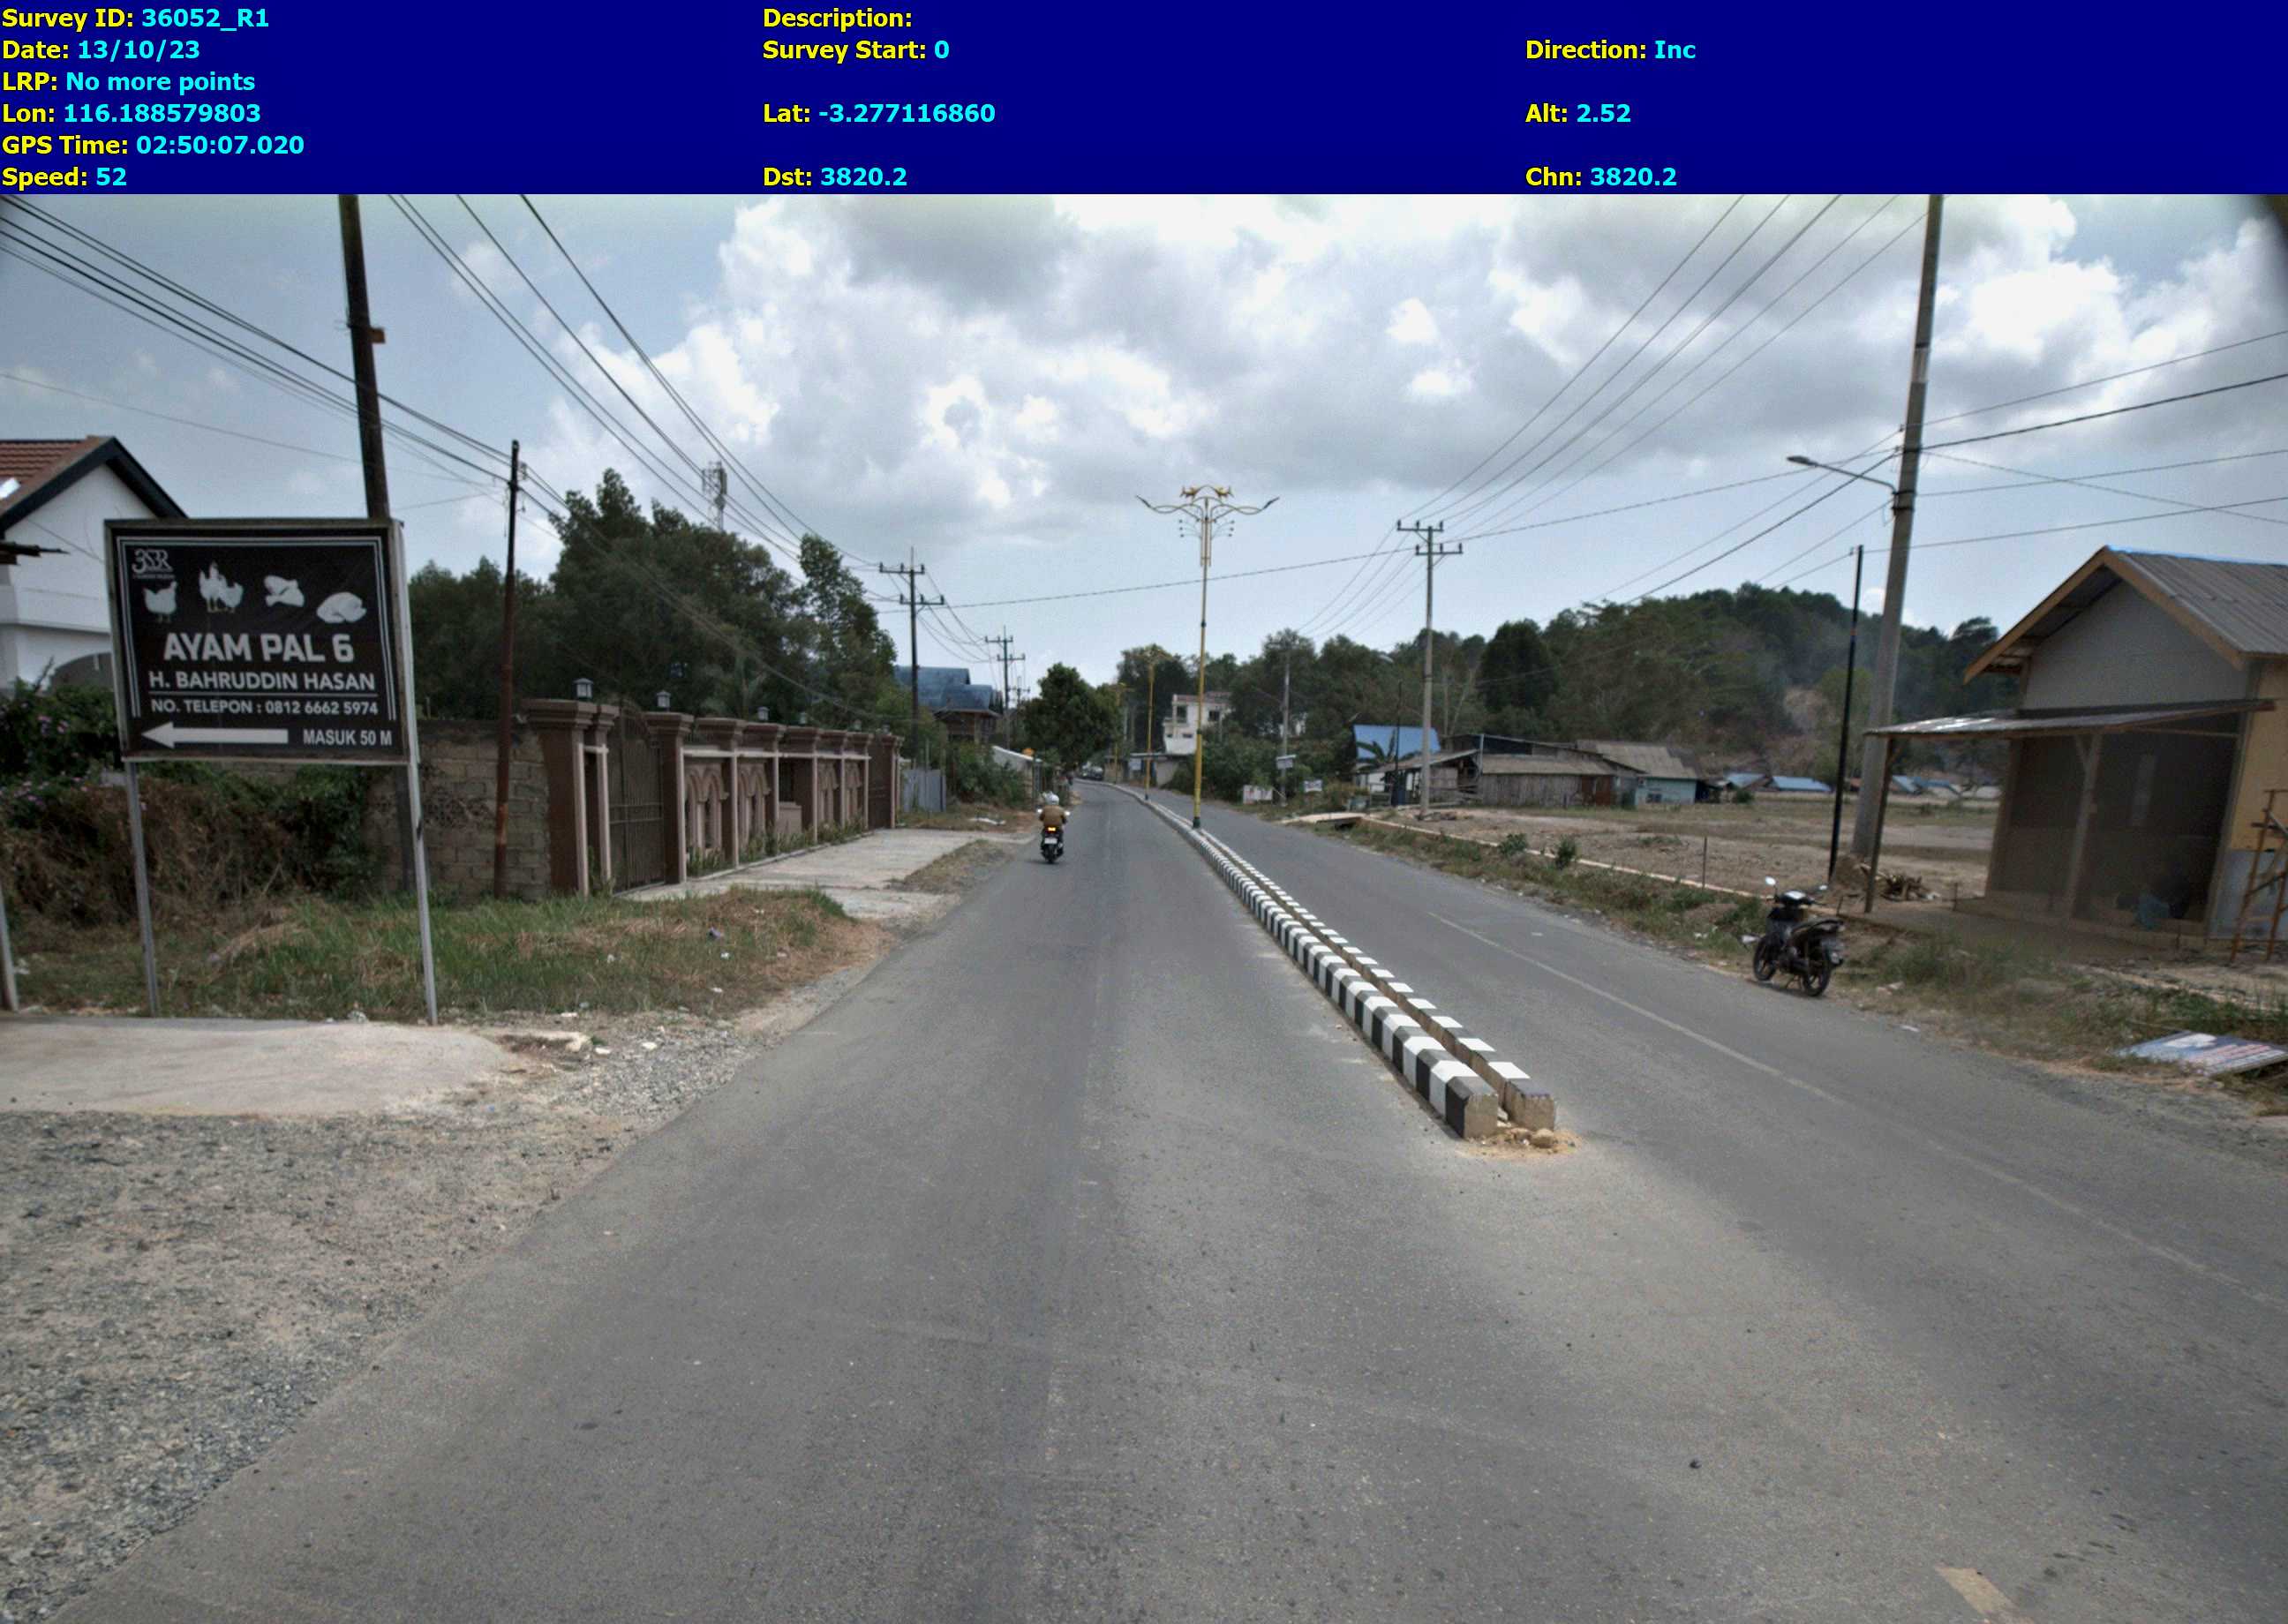 Survey ID: 36052_R1
Description:
Date: 13/10/23
Survey Start: 0
Direction: Inc
LRP: No more points
Lon: 116.188579803
Lat: -3.277116860
Alt: 2.52
GPS Time: 02:50:07.020
Speed: 52
Dst: 3820.2
Chn: 3820.2
3SR
AYAM PAL 6
H. BAHRUDDIN HASAN
NO. TELEPON : 0812 6662 5974
MASUK 50 M